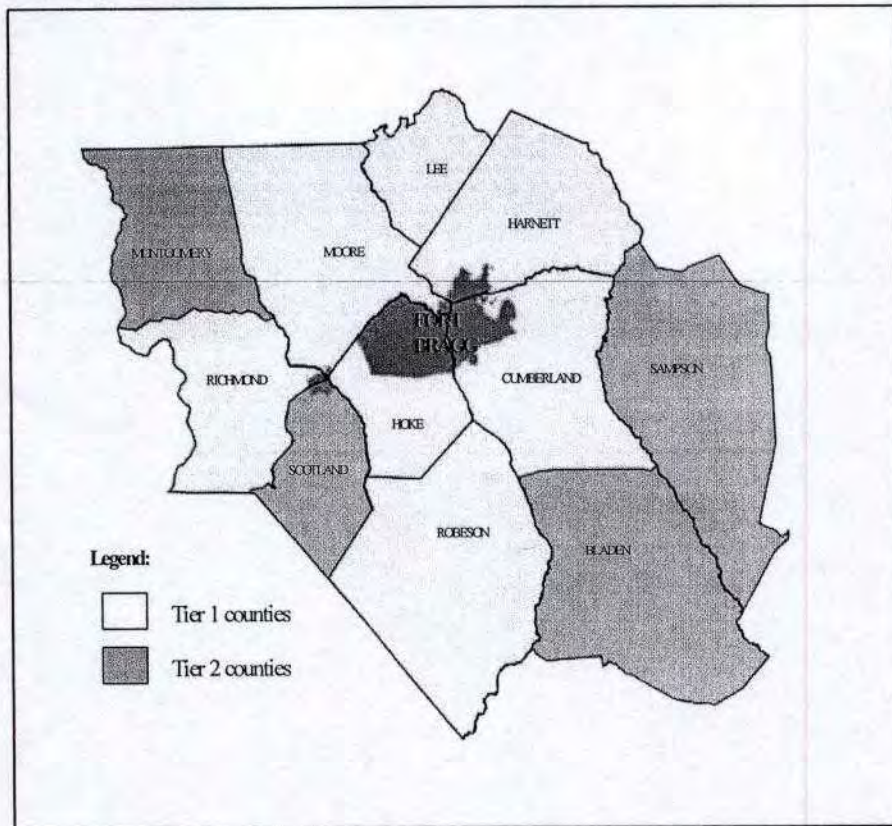 LEE
HARNETT
MONTGOMERY
MOORE
FORT
BRAGG
RICHMOND
CUMBERLAND
SAMPSON
HOKE
SCOTLAND
ROBESON
BLADEN
Legend:
Tier 1 counties
Tier 2 counties